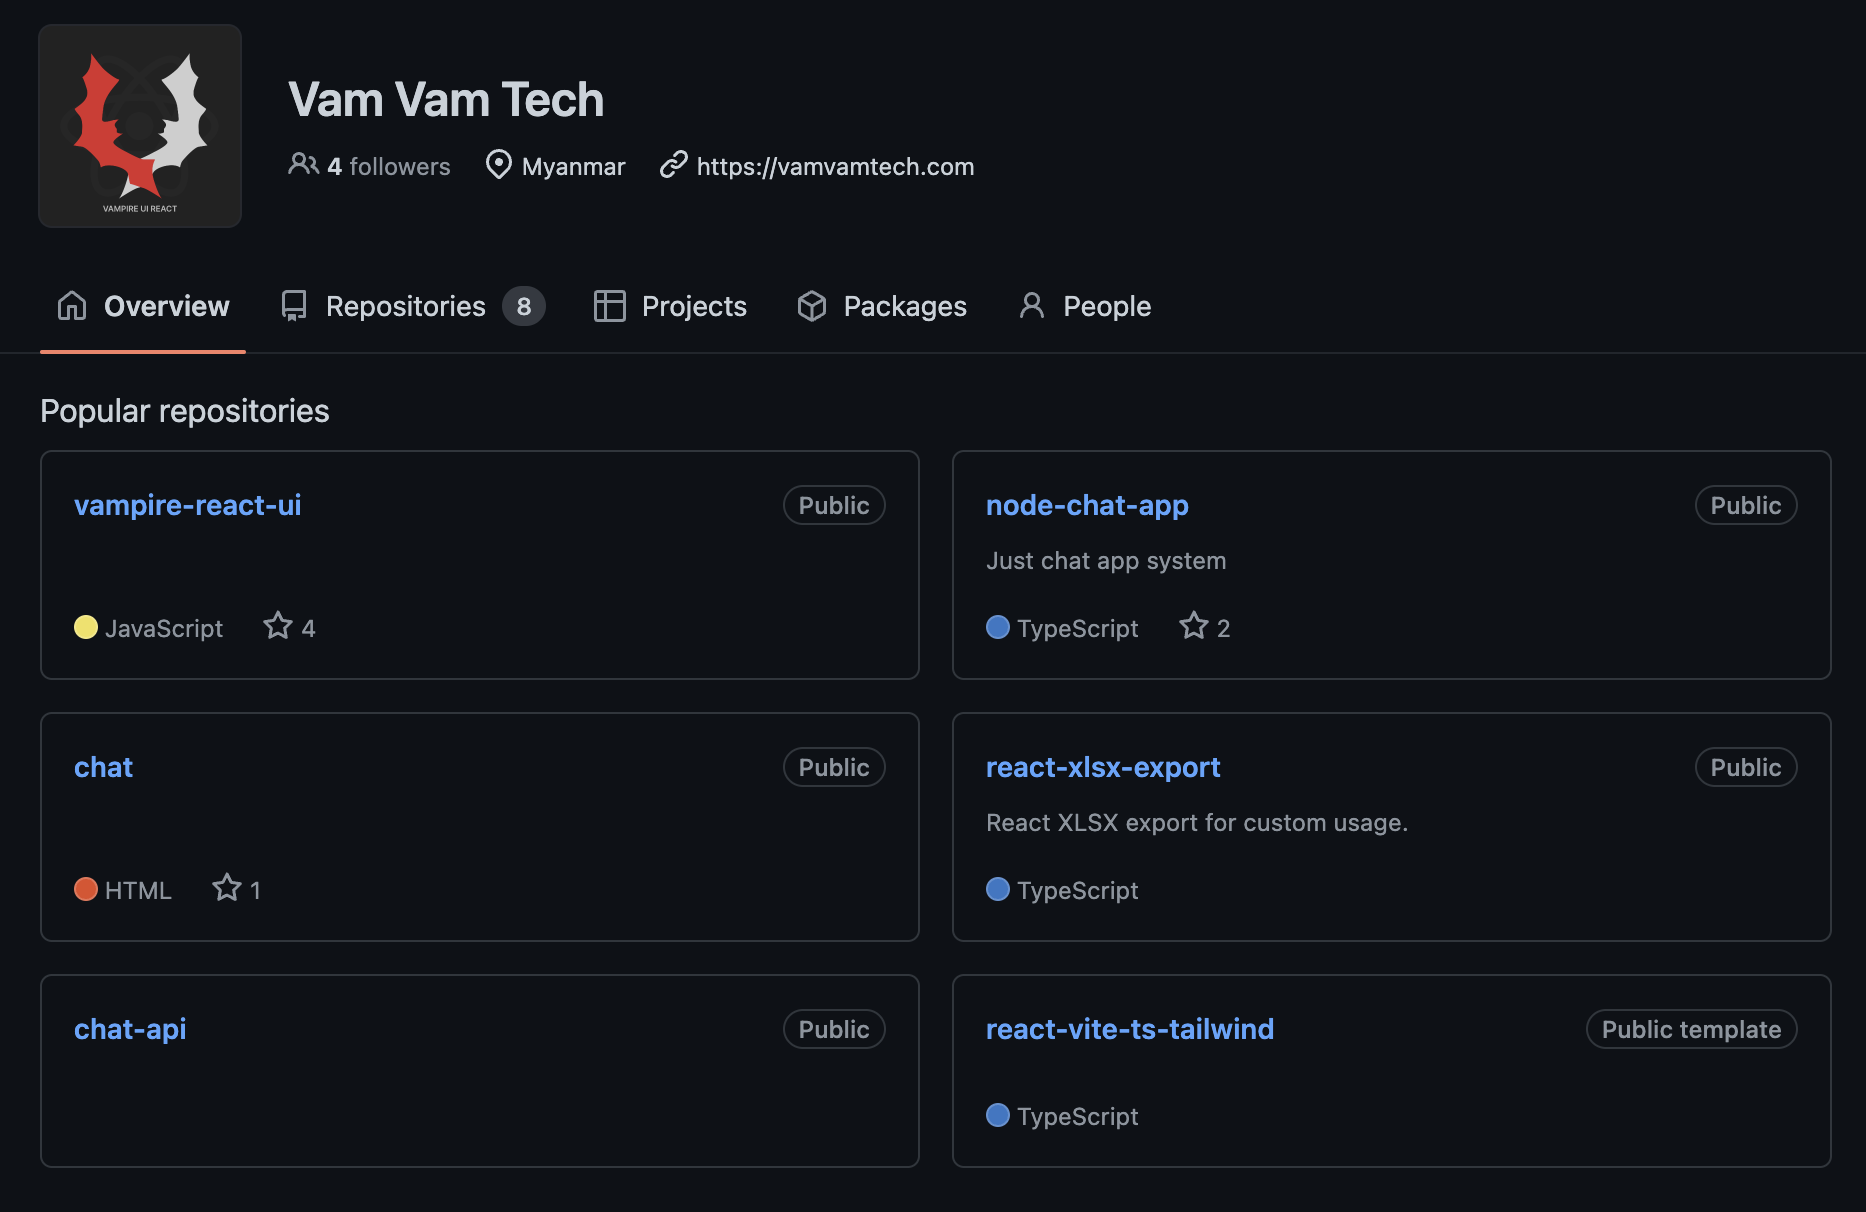 VAMPIRE UI REACT
Vam Vam Tech
4 followers Myanmar https://vamvamtech.com
Overview Repositories 8 Projects Packages People
Popular repositories
vampire-react-ui Public
JavaScript 4
node-chat-app Public
Just chat app system
TypeScript 2
chat Public
HTML 1
react-xlsx-export Public
React XLSX export for custom usage.
TypeScript
chat-api Public
react-vite-ts-tailwind Public template
TypeScript